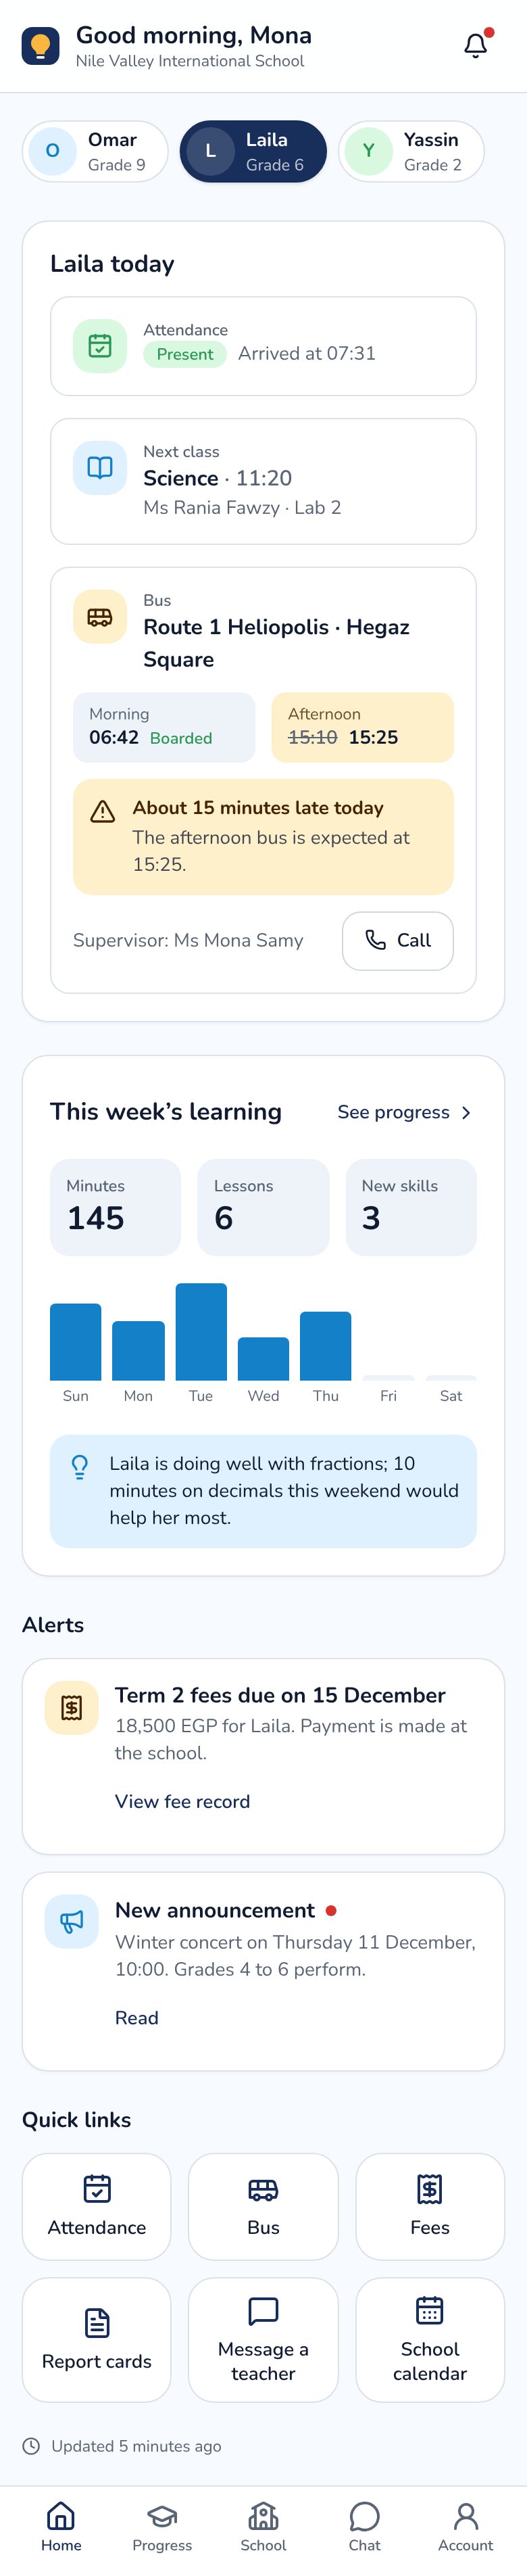 Good morning, Mona
Nile Valley International School
O
Omar
Grade 9
L
Laila
Grade 6
Y
Yassin
Grade 2
Laila today
Attendance
Present Arrived at 07:31
Next class
Science · 11:20
Ms Rania Fawzy · Lab 2
Bus
Route 1 Heliopolis · Hegaz
Square
Morning
06:42 Boarded
Afternoon
15:10 15:25
About 15 minutes late today
The afternoon bus is expected at
15:25.
Supervisor: Ms Mona Samy
Call
This week’s learning
See progress
Minutes
145
Lessons
6
New skills
3
Sun Mon Tue Wed Thu Fri Sat
Laila is doing well with fractions; 10
minutes on decimals this weekend would
help her most.
Alerts
Term 2 fees due on 15 December
18,500 EGP for Laila. Payment is made at
the school.
View fee record
New announcement
Winter concert on Thursday 11 December,
10:00. Grades 4 to 6 perform.
Read
Quick links
Attendance
Bus
Fees
Report cards
Message a
teacher
School
calendar
Updated 5 minutes ago
Home Progress School Chat Account